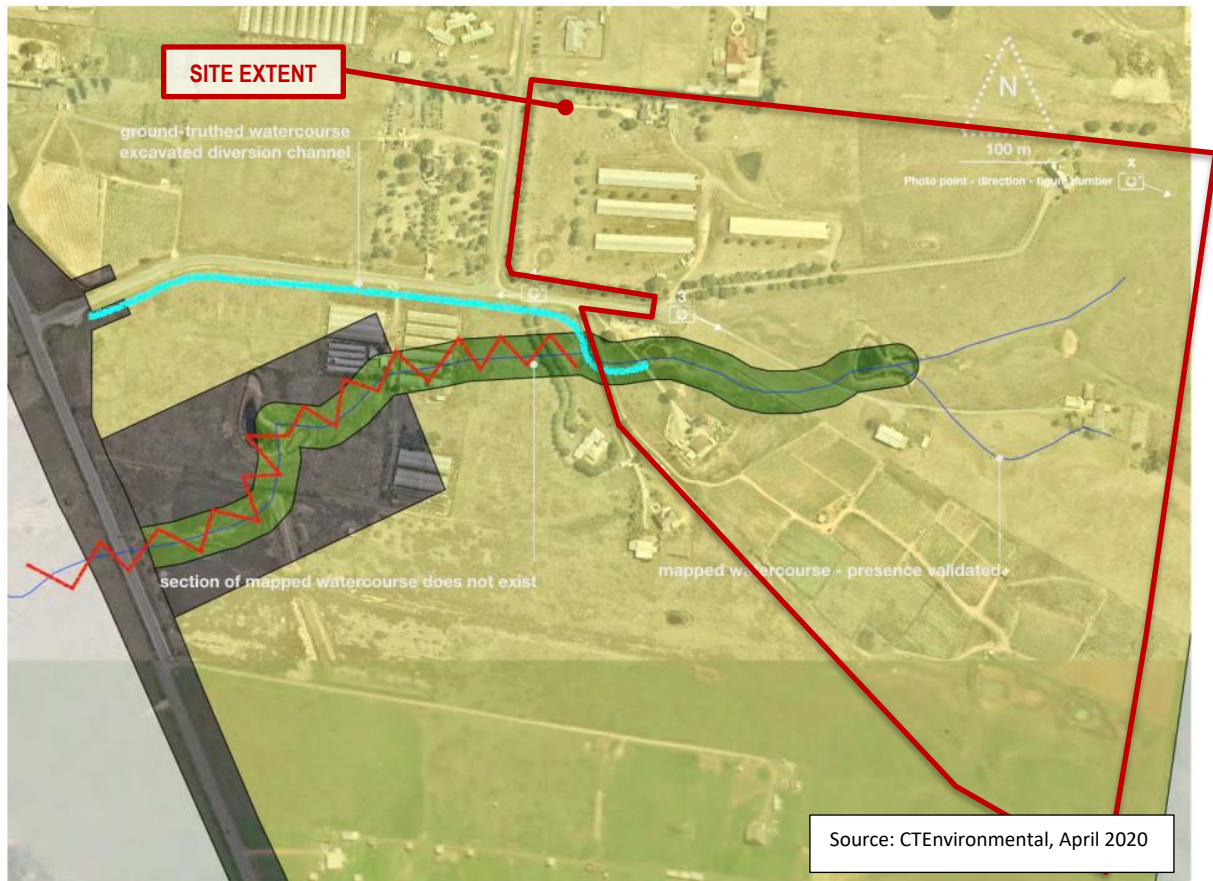 SITE EXTENT
N
ground-truthed watercourse
excavated diversion channel
100 m
x
Photo point - direction - figure number
4
3
section of mapped watercourse does not exist
mapped watercourse - presence validated
Source: CTEnvironmental, April 2020